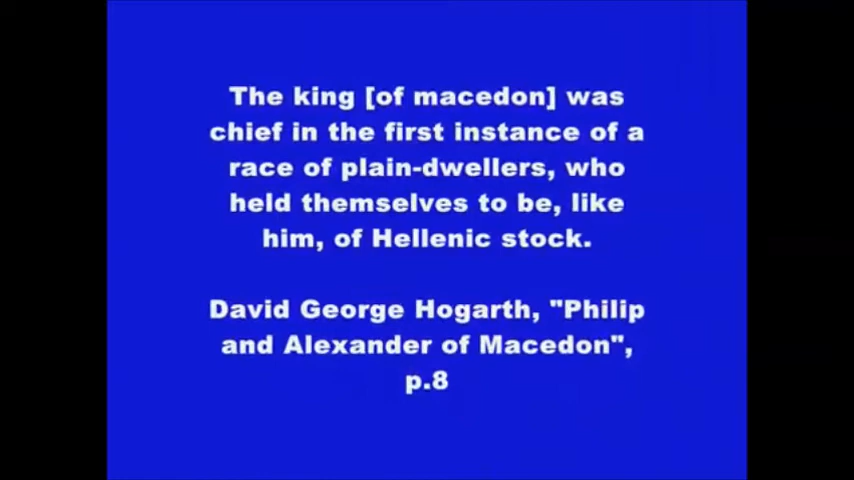 The king [of macedon] was
chief in the first instance of a
race of plain-dwellers, who
held themselves to be, like
him, of Hellenic stock.
David George Hogarth, "Philip
and Alexander of Macedon",
p.8